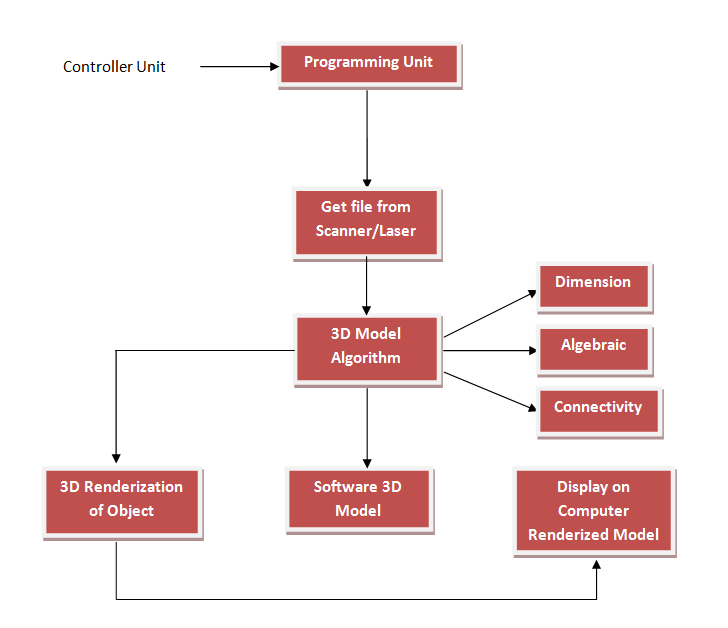 Controller Unit
Programming Unit
Get file from
Scanner/Laser
3D Model
Algorithm
Dimension
Algebraic
Connectivity
3D Renderization
of Object
Software 3D
Model
Display on
Computer
Renderized Model